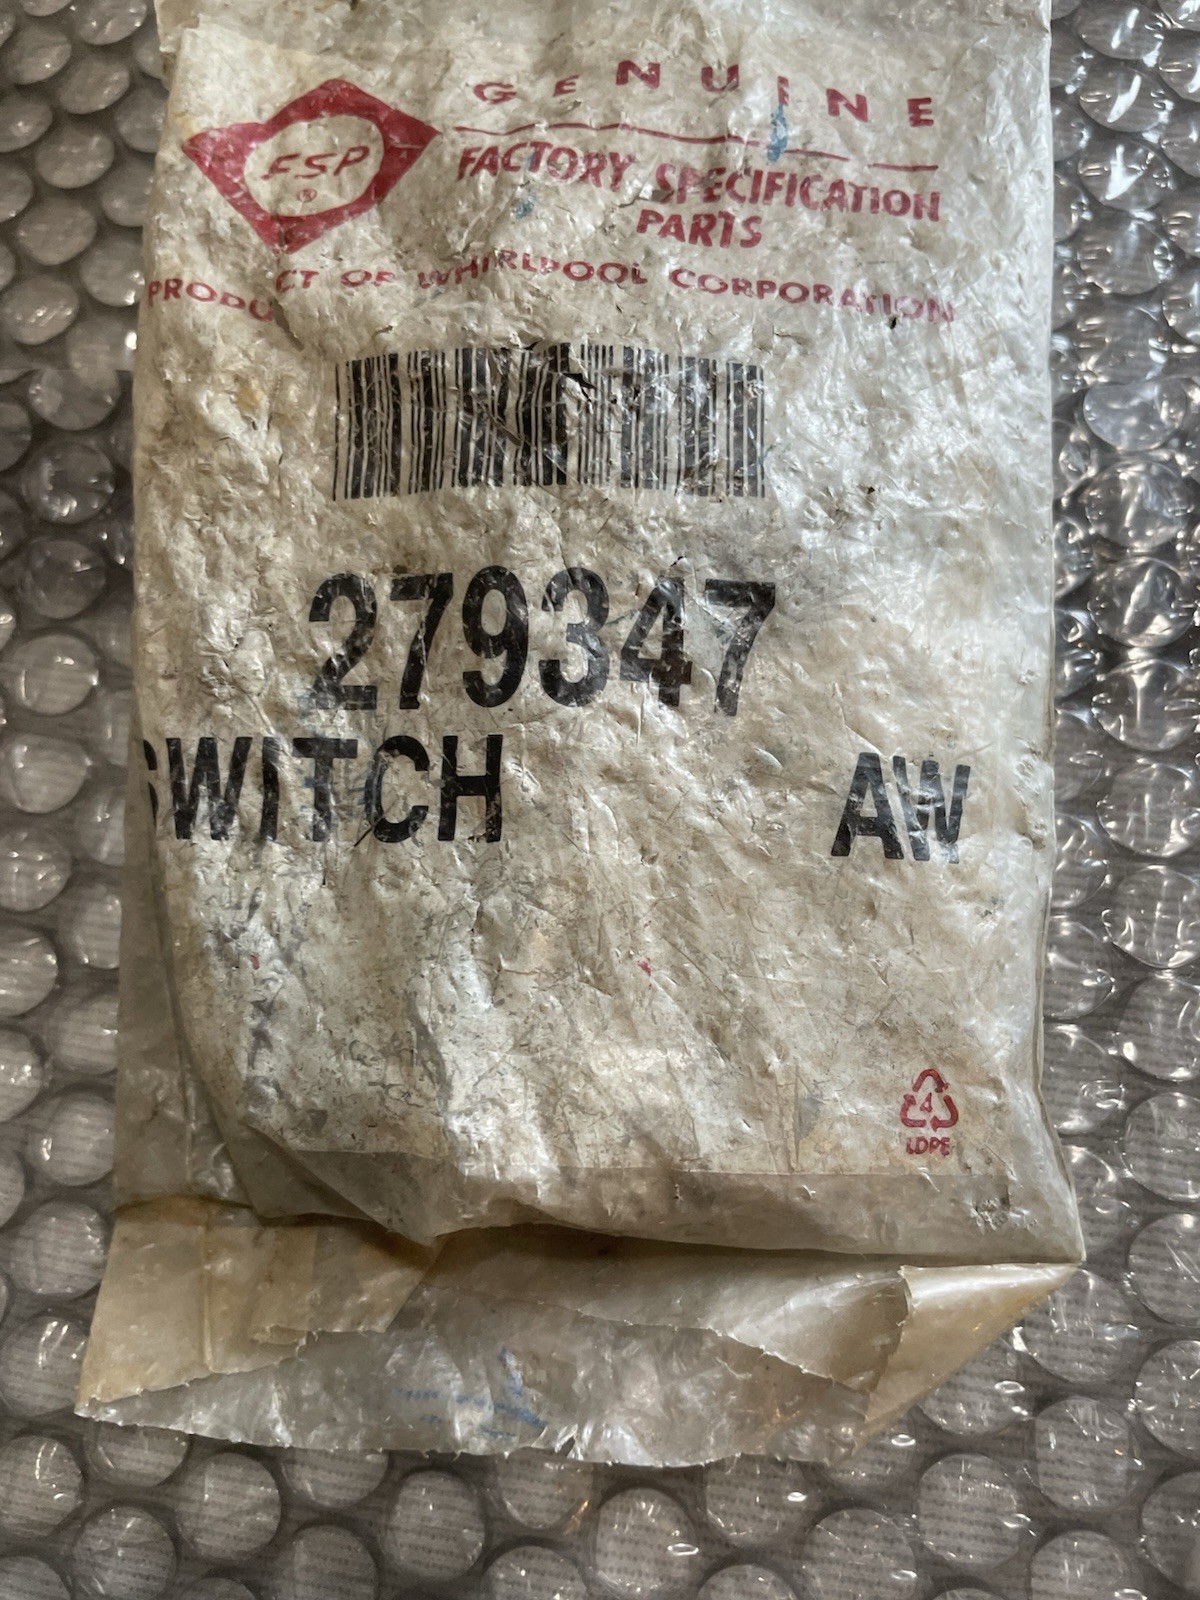 GENUINE
FSP
®
FACTORY SPECIFICATION
PARTS
PRODUCT OF WHIRLPOOL CORPORATION
279347
SWITCH AW
4
LDPE